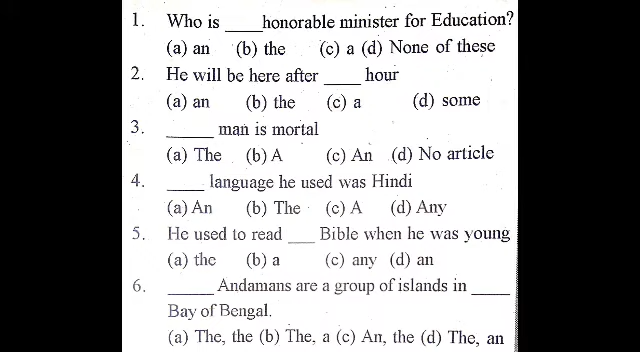 1. Who is ____honorable minister for Education?
(a) an (b) the (c) a (d) None of these
2. He will be here after ____ hour
(a) an (b) the (c) a (d) some
3. _____ man is mortal
(a) The (b) A (c) An (d) No article
4. ____ language he used was Hindi
(a) An (b) The (c) A (d) Any
5. He used to read ___ Bible when he was young
(a) the (b) a (c) any (d) an
6. _____ Andamans are a group of islands in ____
Bay of Bengal.
(a) The, the (b) The, a (c) An, the (d) The, an